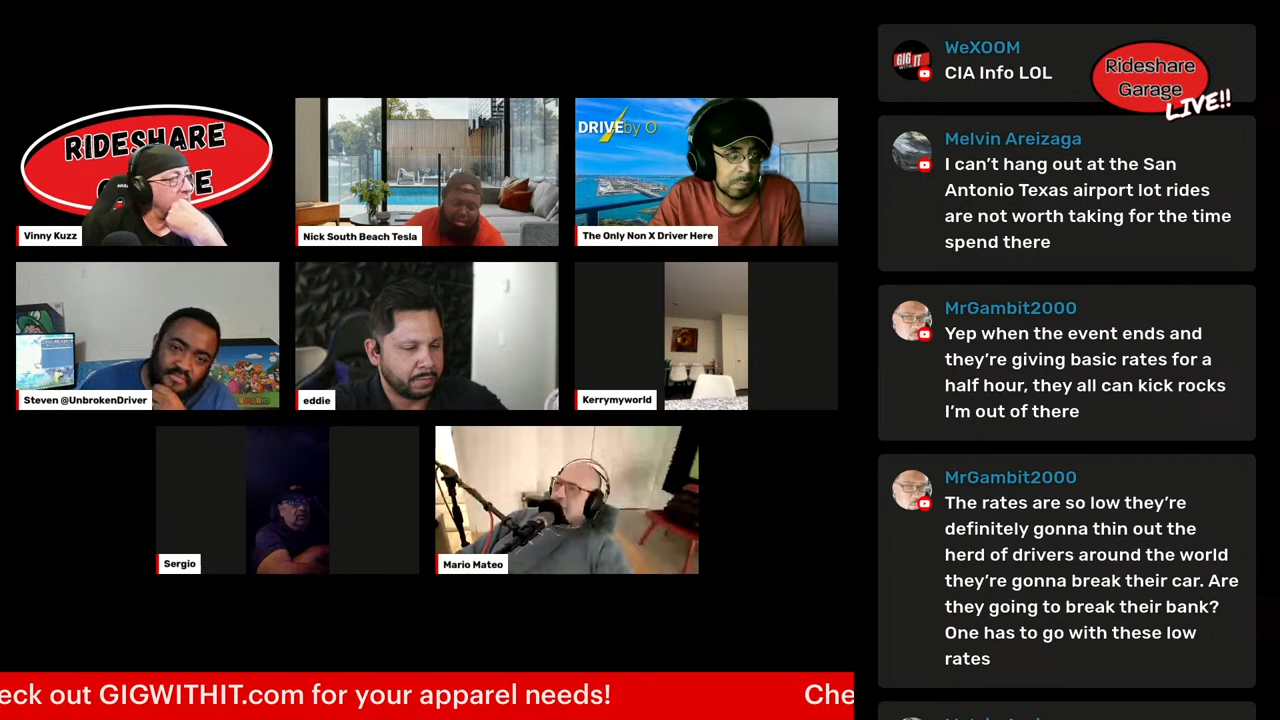 RIDESHARE
Vinny Kuzz
Nick South Beach Tesla
DRIVE by O
The Only Non X Driver Here
Steven @UnbrokenDriver
eddie
Kerrymyworld
Sergio
Mario Mateo
eck out GIGWITHIT.com for your apparel needs!
Che
WeXOOM
CIA Info LOL
Rideshare
Garage
LIVE!!
Melvin Areizaga
I can’t hang out at the San
Antonio Texas airport lot rides
are not worth taking for the time
spend there
MrGambit2000
Yep when the event ends and
they’re giving basic rates for a
half hour, they all can kick rocks
I’m out of there
MrGambit2000
The rates are so low they’re
definitely gonna thin out the
herd of drivers around the world
they’re gonna break their car. Are
they going to break their bank?
One has to go with these low
rates